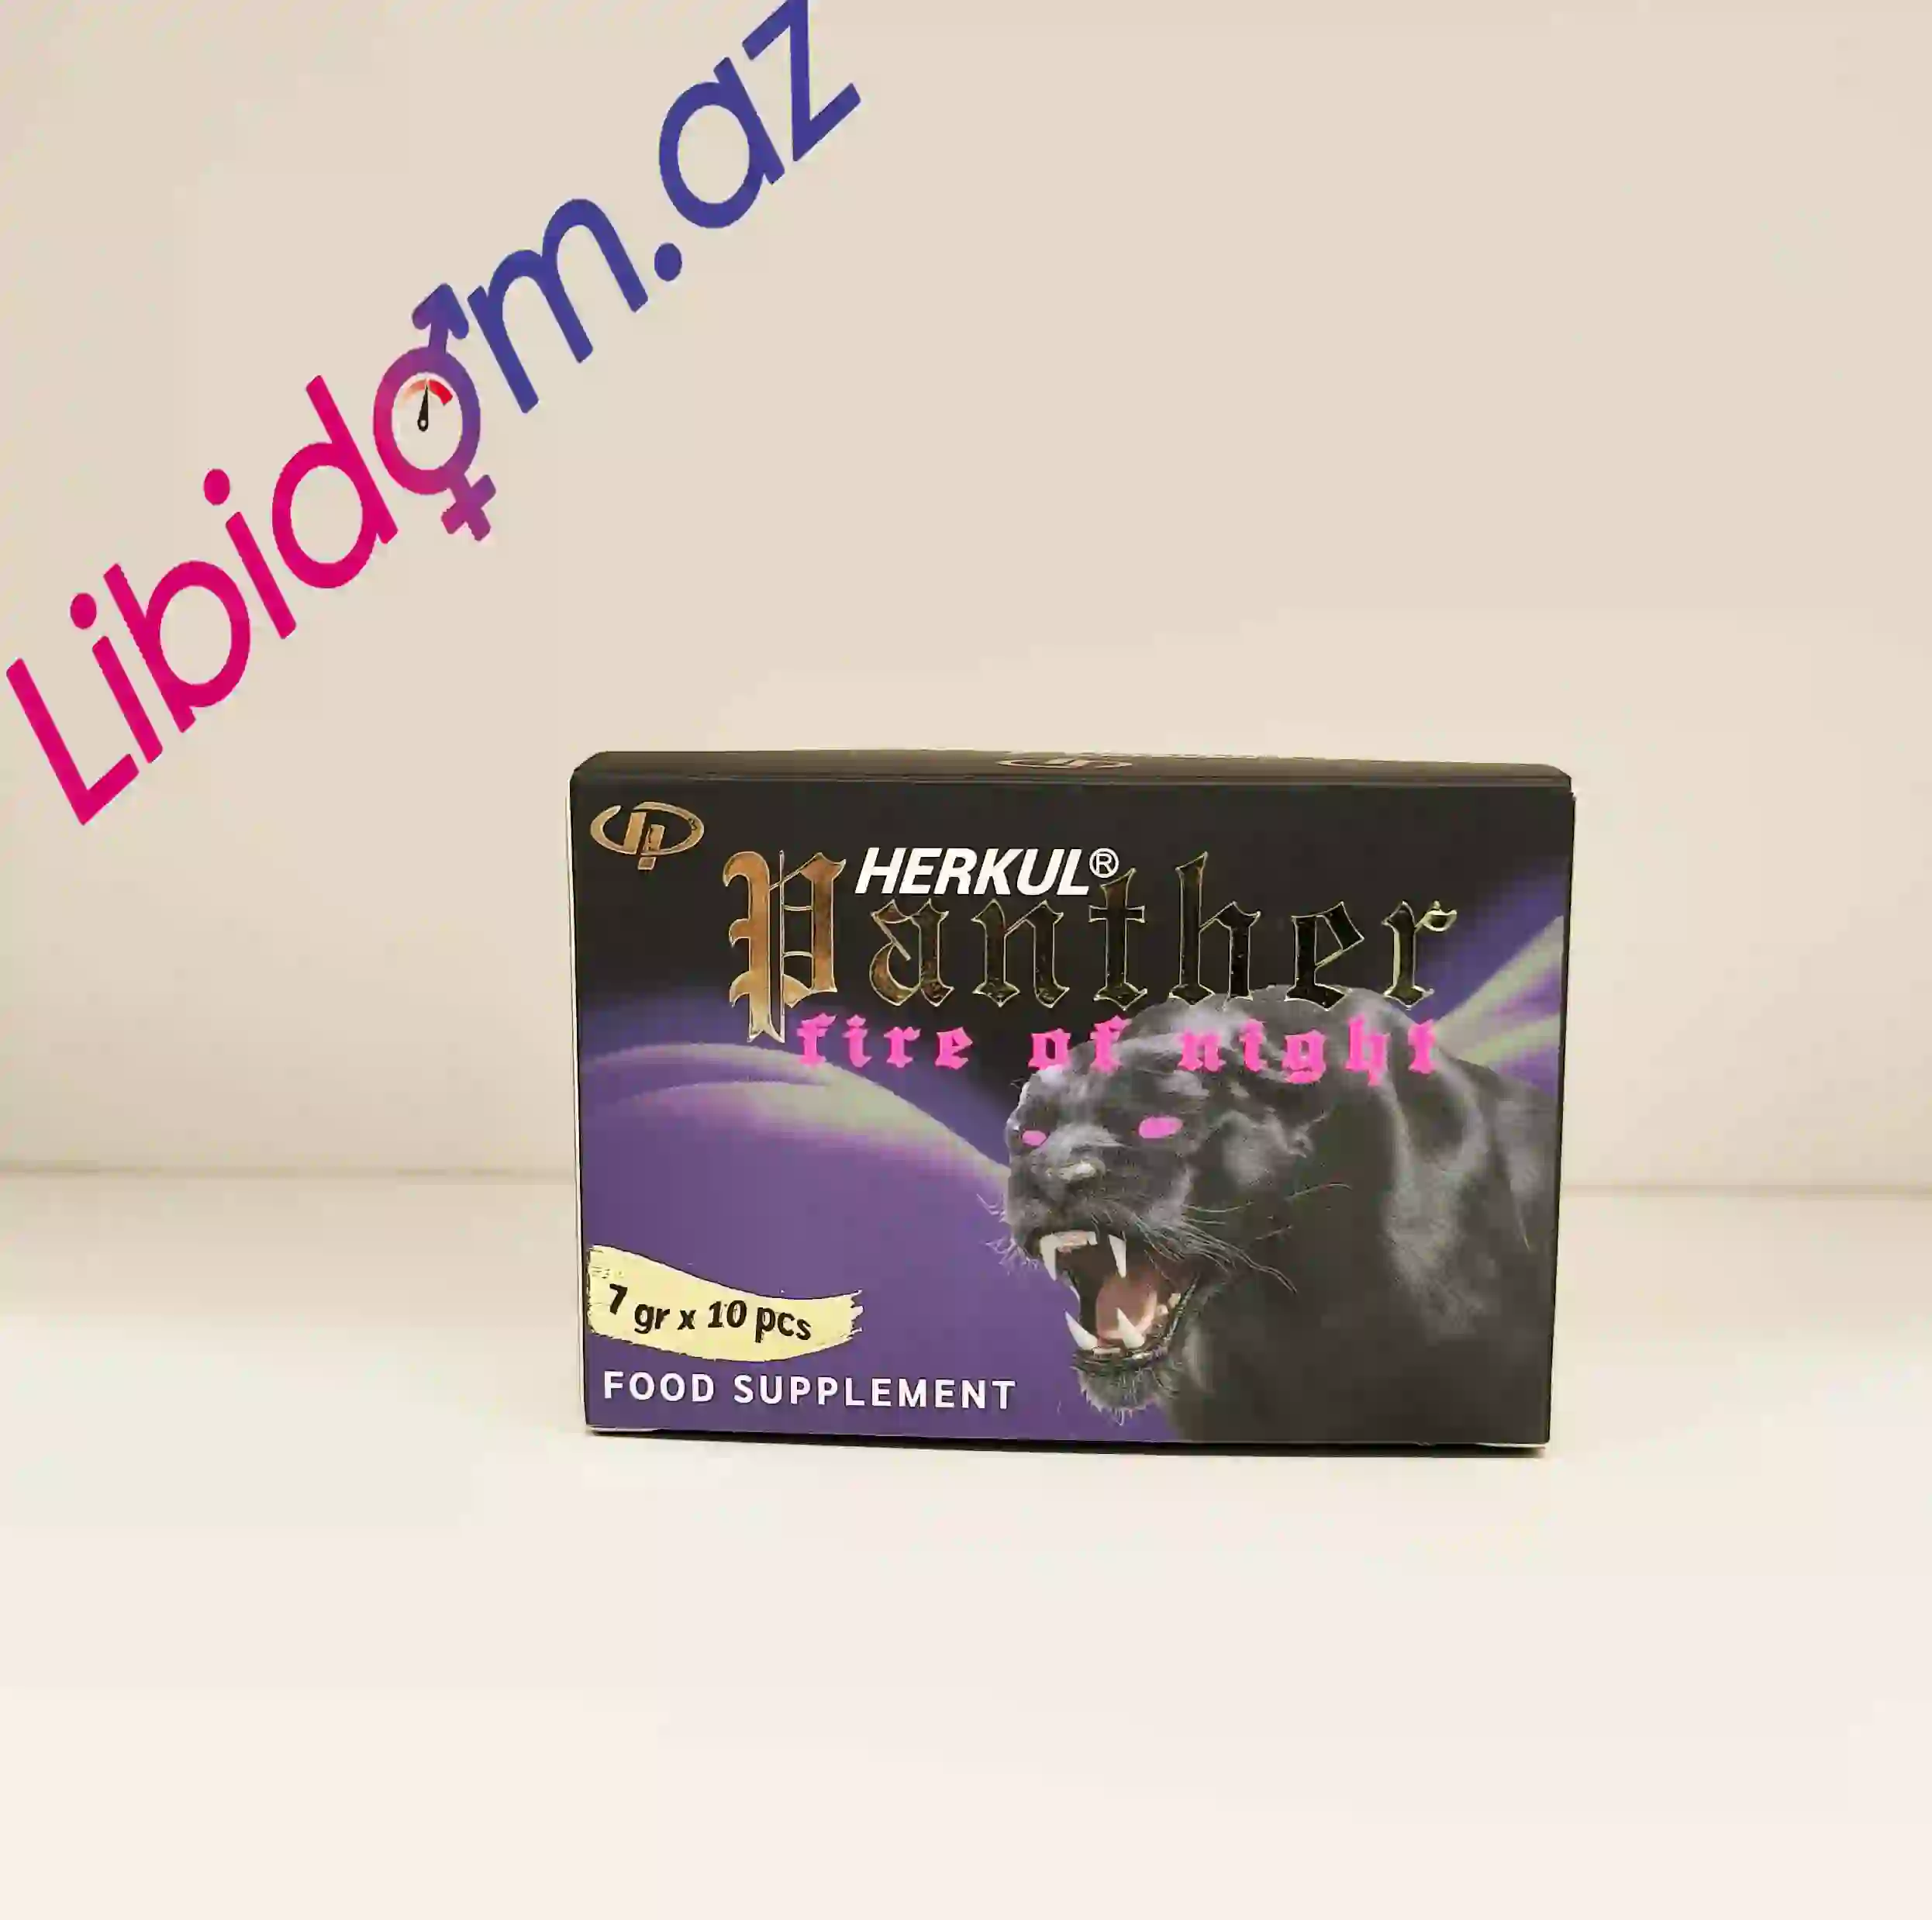 Libidom.az
HERKUL®
Panther
fire of night
7 gr x 10 pcs
FOOD SUPPLEMENT